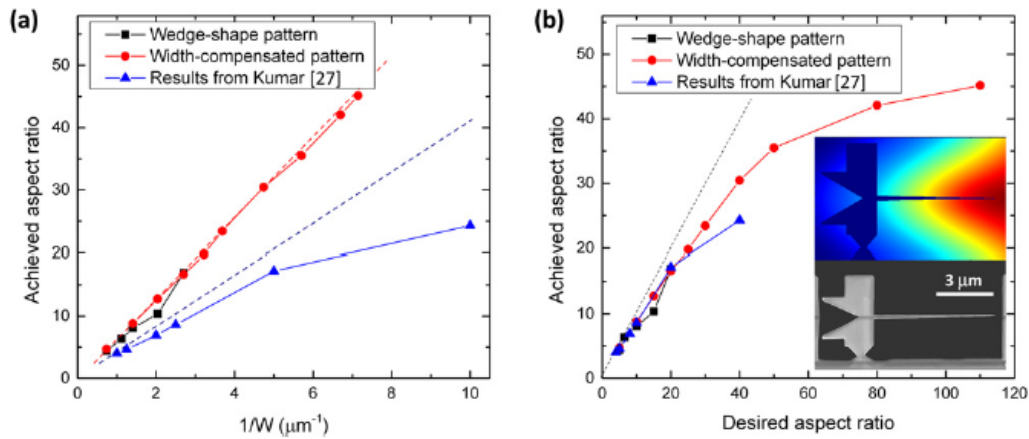 (a)
Wedge-shape pattern
Width-compensated pattern
Results from Kumar [27]
Achieved aspect ratio
50
40
30
20
10
0
0 2 4 6 8 10
1/W (μm⁻¹)
(b)
Wedge-shape pattern
Width-compensated pattern
Results from Kumar [27]
Achieved aspect ratio
50
40
30
20
10
0
3 μm
0 20 40 60 80 100 120
Desired aspect ratio